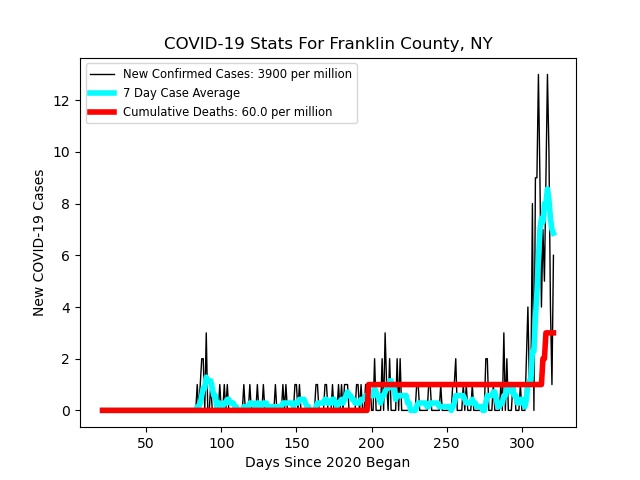 COVID-19 Stats For Franklin County, NY
New Confirmed Cases: 3900 per million
7 Day Case Average
Cumulative Deaths: 60.0 per million
New COVID-19 Cases
12
10
8
6
4
2
0
50 100 150 200 250 300
Days Since 2020 Began